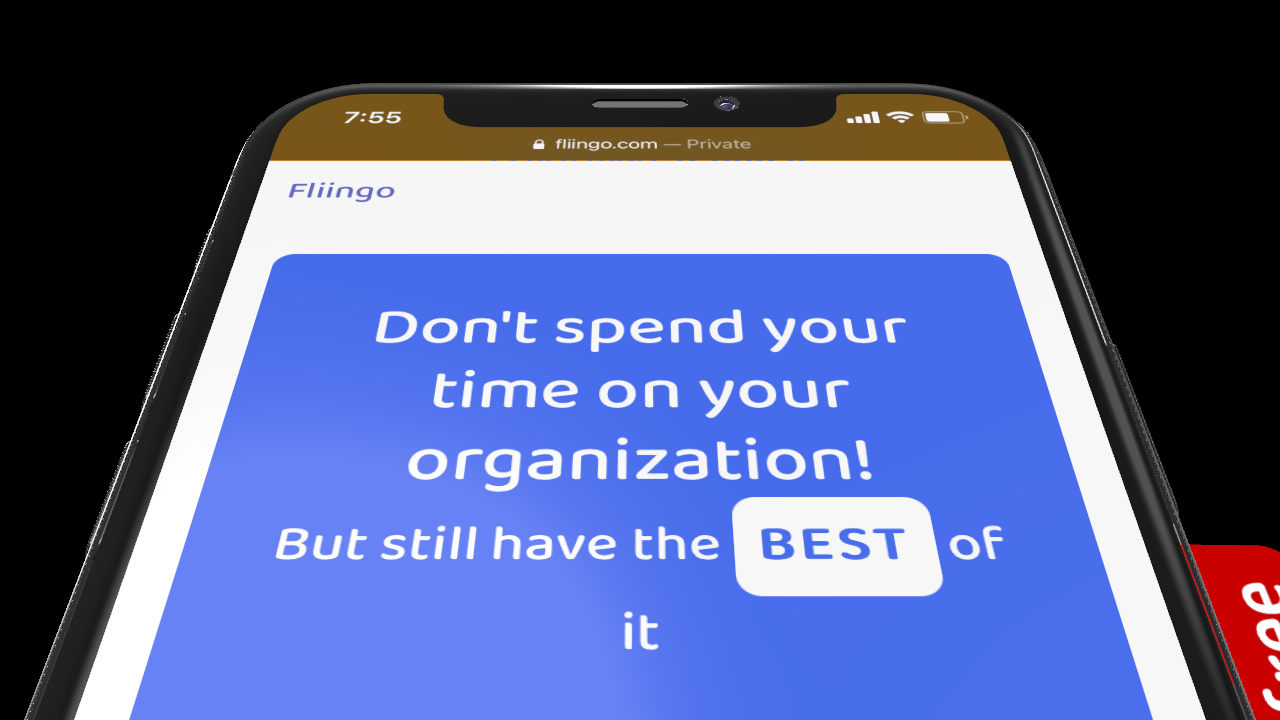 7:55
fliingo.com — Private
Fliingo
Don't spend your
time on your
organization!
But still have the BEST of
it